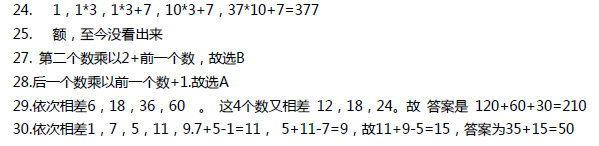 24. 1，1*3，1*3+7，10*3+7，37*10+7=377
25. 额，至今没看出来
27. 第二个数乘以2+前一个数，故选B
28.后一个数乘以前一个数+1.故选A
29.依次相差6，18，36，60 。 这4个数又相差 12，18，24。故 答案是 120+60+30=210
30.依次相差1，7，5，11，9.7+5-1=11， 5+11-7=9，故11+9-5=15，答案为35+15=50